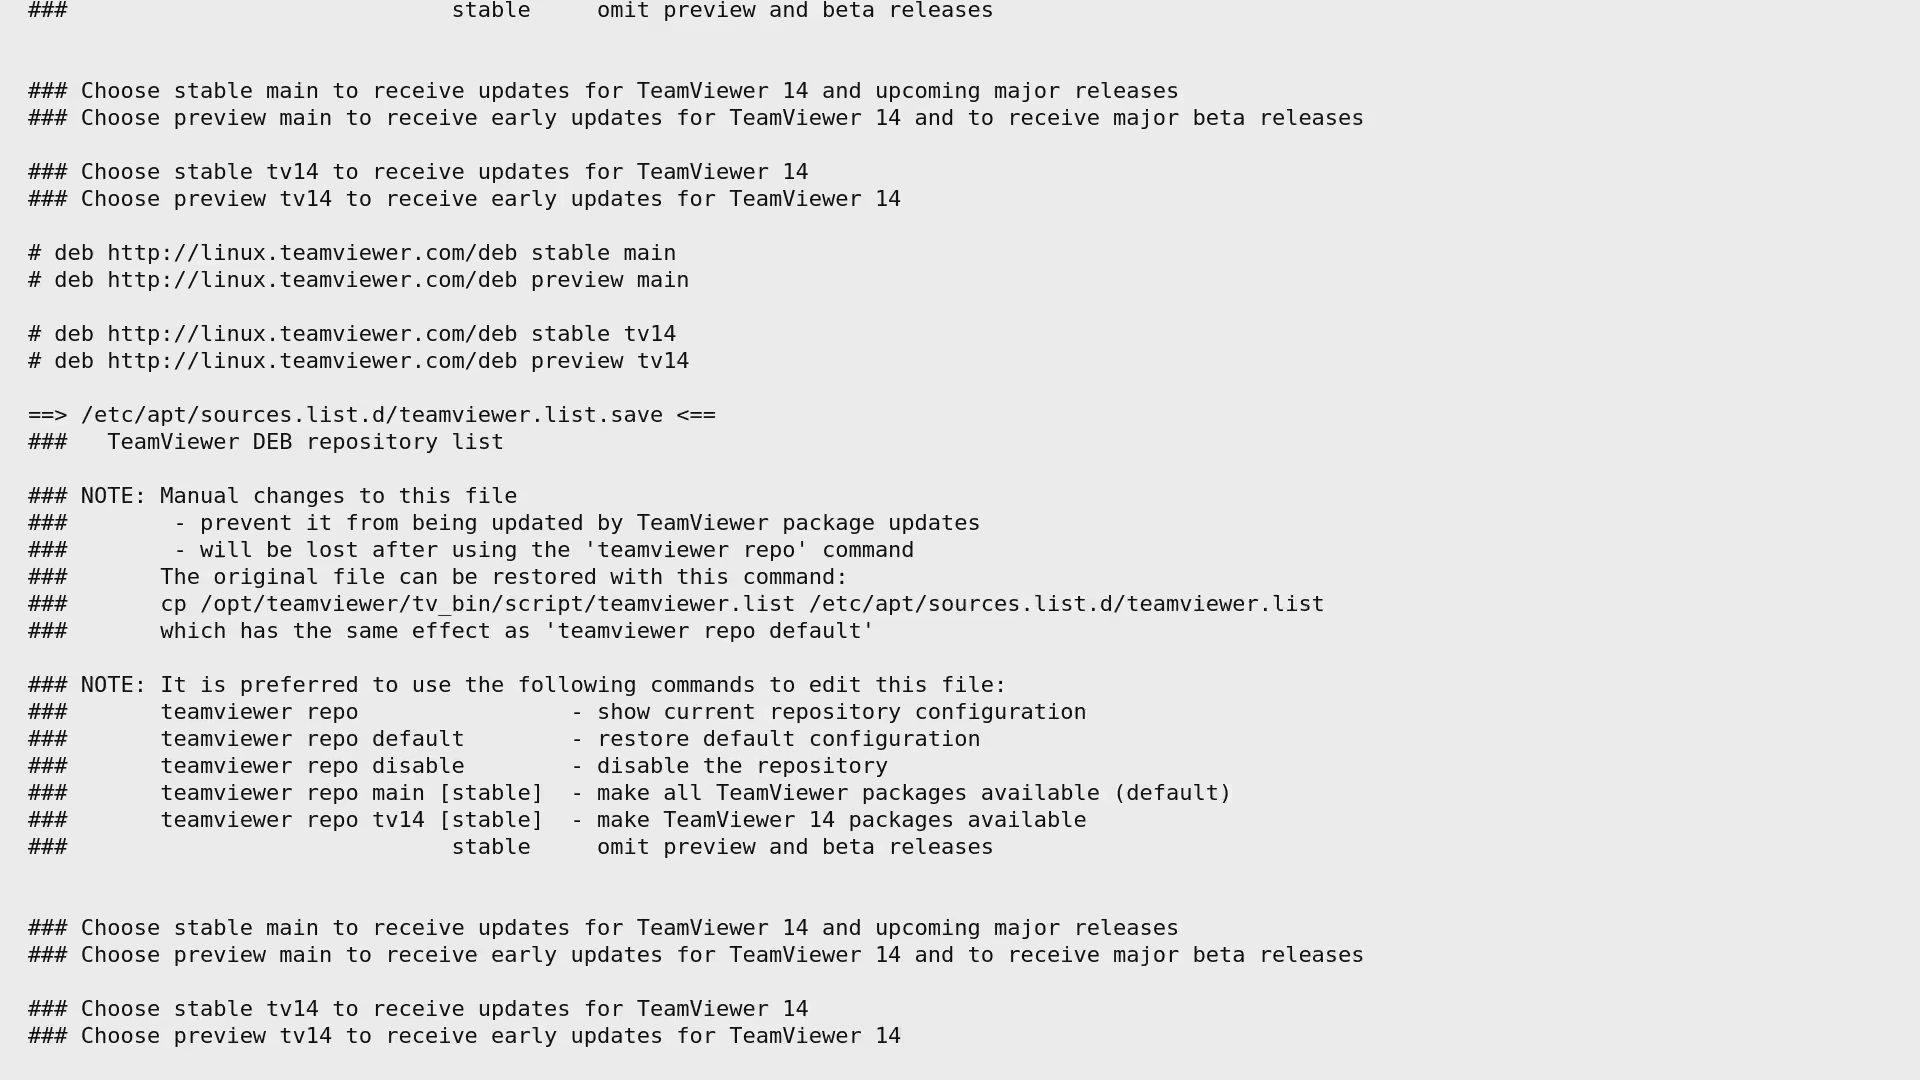 ###                             stable     omit preview and beta releases
### Choose stable main to receive updates for TeamViewer 14 and upcoming major releases
### Choose preview main to receive early updates for TeamViewer 14 and to receive major beta releases
### Choose stable tv14 to receive updates for TeamViewer 14
### Choose preview tv14 to receive early updates for TeamViewer 14
# deb http://linux.teamviewer.com/deb stable main
# deb http://linux.teamviewer.com/deb preview main
# deb http://linux.teamviewer.com/deb stable tv14
# deb http://linux.teamviewer.com/deb preview tv14
==> /etc/apt/sources.list.d/teamviewer.list.save <==
###   TeamViewer DEB repository list
### NOTE: Manual changes to this file
###        - prevent it from being updated by TeamViewer package updates
###        - will be lost after using the 'teamviewer repo' command
###       The original file can be restored with this command:
###       cp /opt/teamviewer/tv_bin/script/teamviewer.list /etc/apt/sources.list.d/teamviewer.list
###       which has the same effect as 'teamviewer repo default'
### NOTE: It is preferred to use the following commands to edit this file:
###       teamviewer repo                - show current repository configuration
###       teamviewer repo default        - restore default configuration
###       teamviewer repo disable        - disable the repository
###       teamviewer repo main [stable]  - make all TeamViewer packages available (default)
###       teamviewer repo tv14 [stable]  - make TeamViewer 14 packages available
###                             stable     omit preview and beta releases
### Choose stable main to receive updates for TeamViewer 14 and upcoming major releases
### Choose preview main to receive early updates for TeamViewer 14 and to receive major beta releases
### Choose stable tv14 to receive updates for TeamViewer 14
### Choose preview tv14 to receive early updates for TeamViewer 14